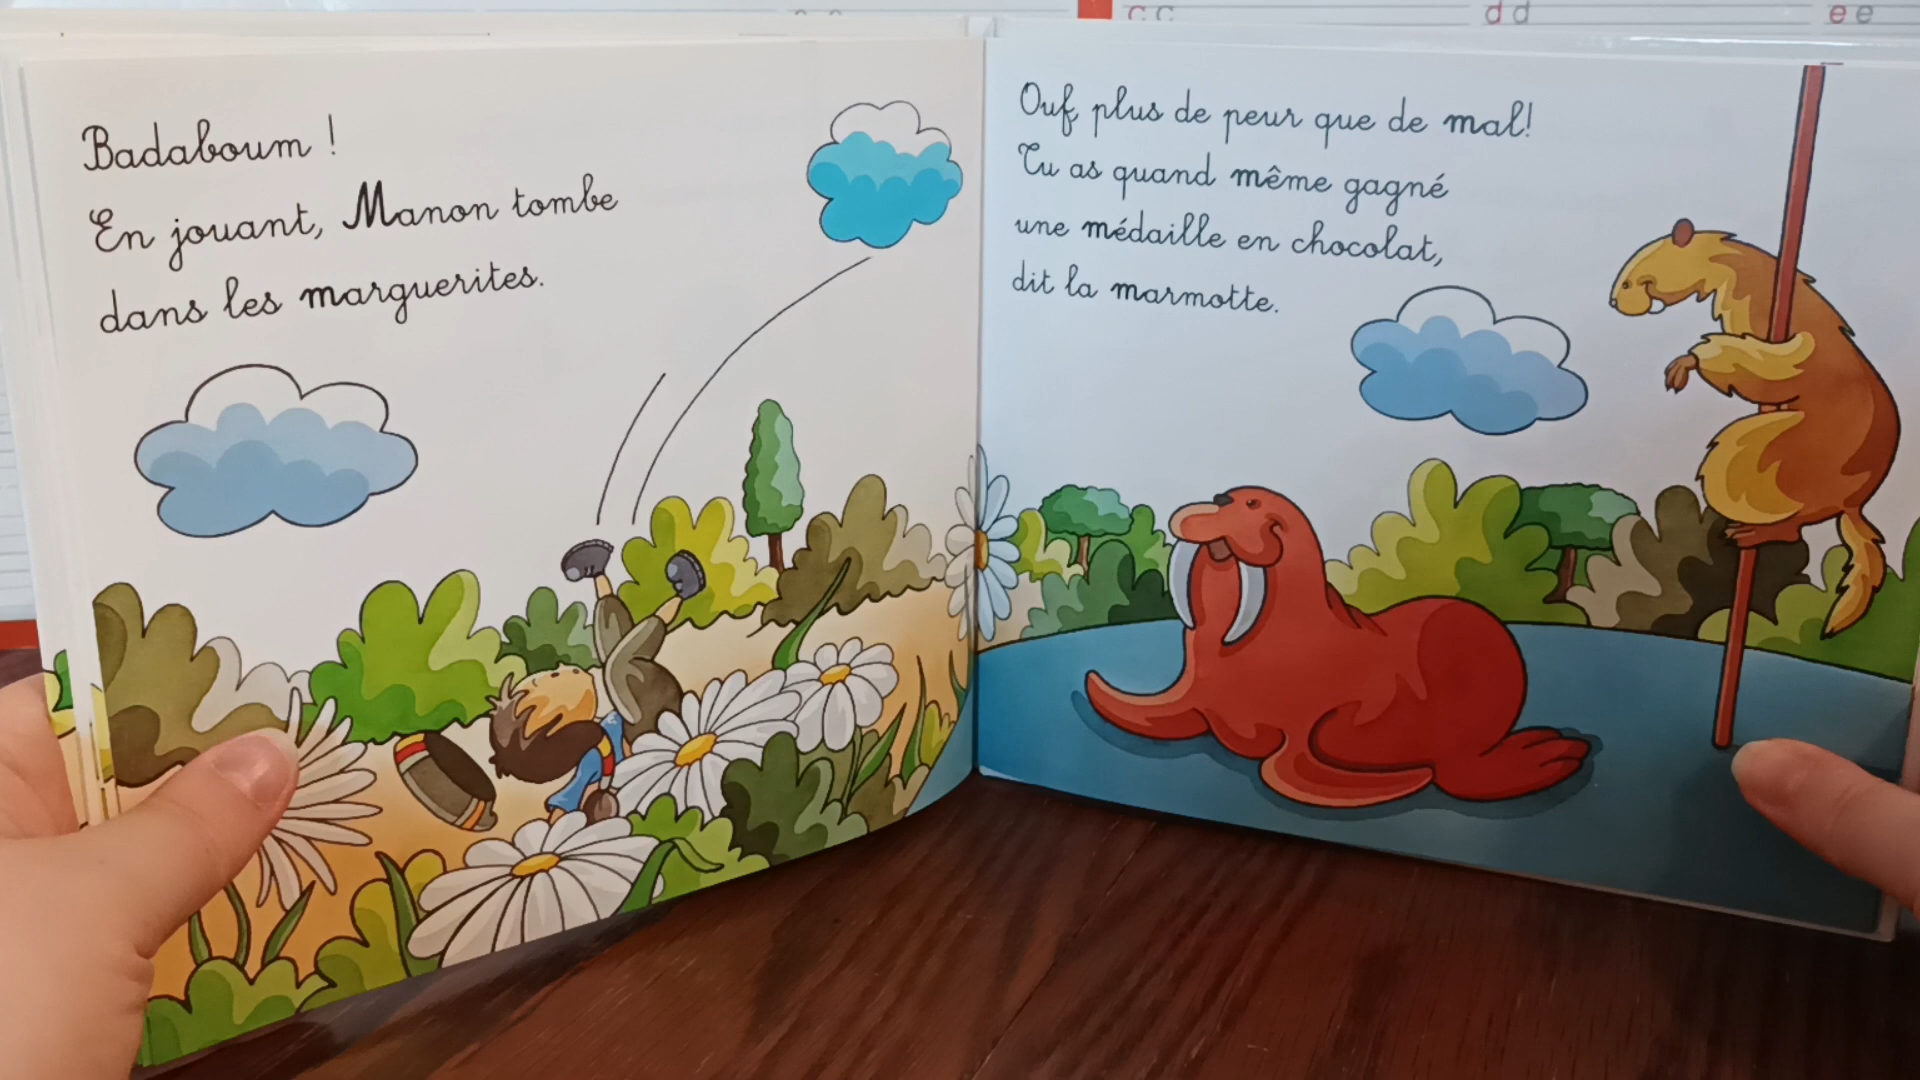 c c d d e e
Badaboum !
En jouant, Manon tombe
dans les marguerites.
Ouf, plus de peur que de mal!
Tu as quand même gagné
une médaille en chocolat,
dit la marmotte.